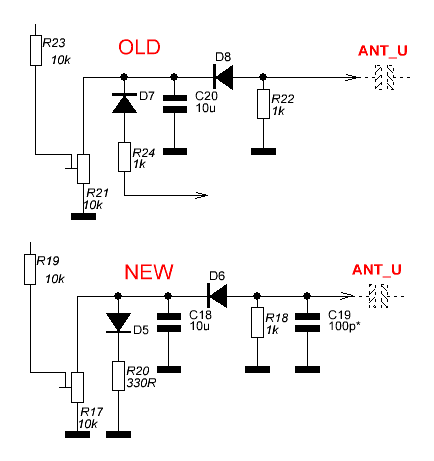 R23
10k
OLD
D8
ANT_U
D7
C20
10u
R22
1k
R24
1k
R21
10k
R19
10k
NEW
D6
ANT_U
D5
C18
10u
R18
1k
C19
100p*
R20
330R
R17
10k